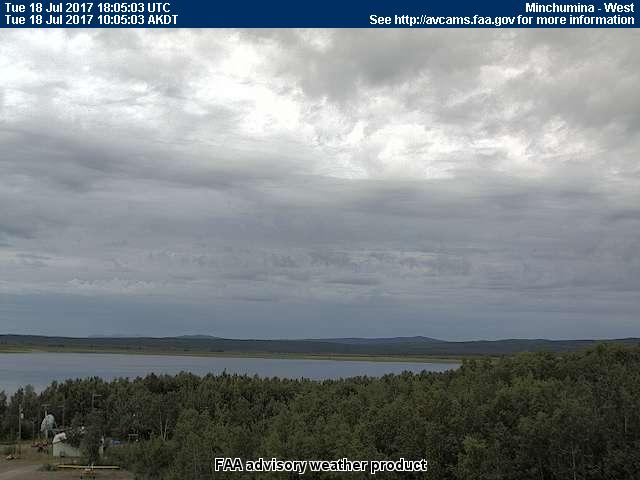 Tue 18 Jul 2017 18:05:03 UTC
Minchumina - West
Tue 18 Jul 2017 10:05:03 AKDT
See http://avcams.faa.gov for more information
FAA advisory weather product